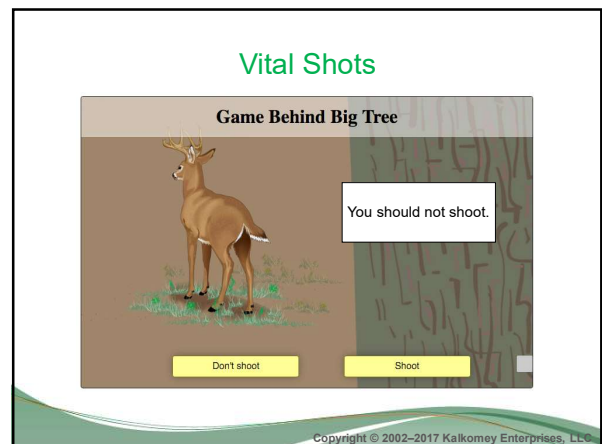 Vital Shots
Game Behind Big Tree
You should not shoot.
Don't shoot
Shoot
Copyright © 2002–2017 Kalkomey Enterprises, LLC